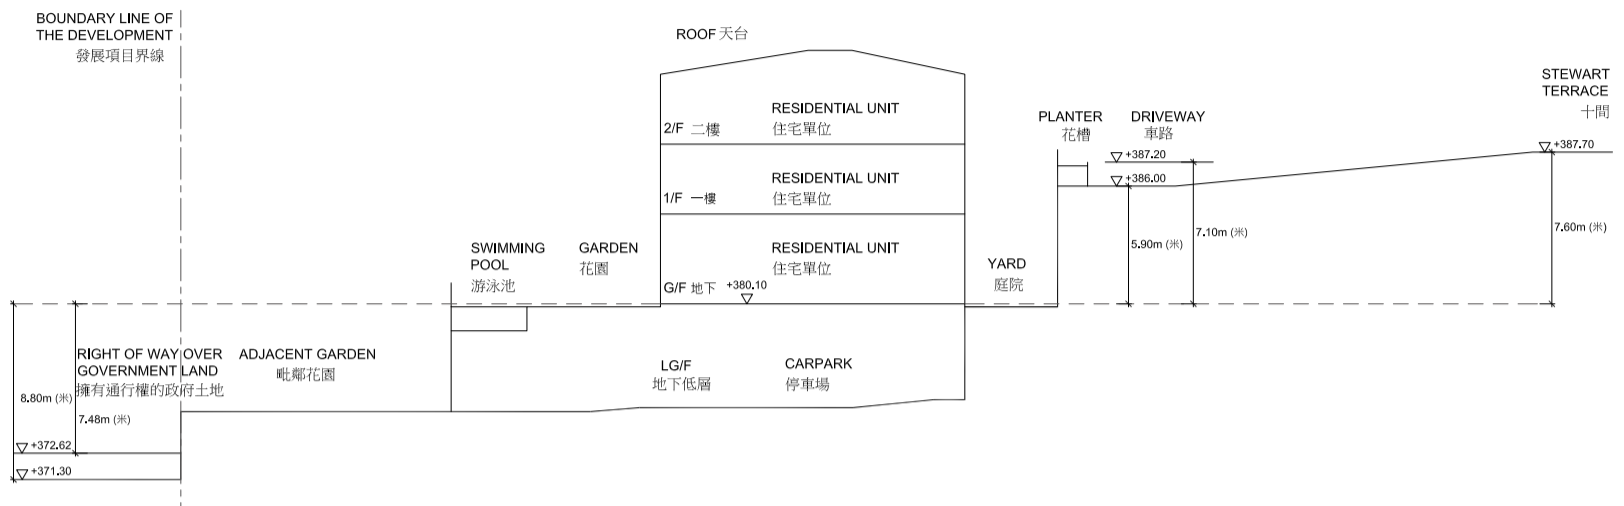 BOUNDARY LINE OF
THE DEVELOPMENT
發展項目界線
ROOF 天台
STEWART
TERRACE
十間
RESIDENTIAL UNIT
2/F 二樓 住宅單位
PLANTER
花槽
DRIVEWAY
車路
+387.20
+387.70
+386.00
RESIDENTIAL UNIT
1/F 一樓 住宅單位
5.90m (米)
7.10m (米)
7.60m (米)
SWIMMING
POOL
游泳池
GARDEN
花園
RESIDENTIAL UNIT
住宅單位
G/F 地下 +380.10
YARD
庭院
RIGHT OF WAY OVER
GOVERNMENT LAND
擁有通行權的政府土地
ADJACENT GARDEN
毗鄰花園
LG/F
地下低層
CARPARK
停車場
8.80m (米)
7.48m (米)
+372.62
+371.30